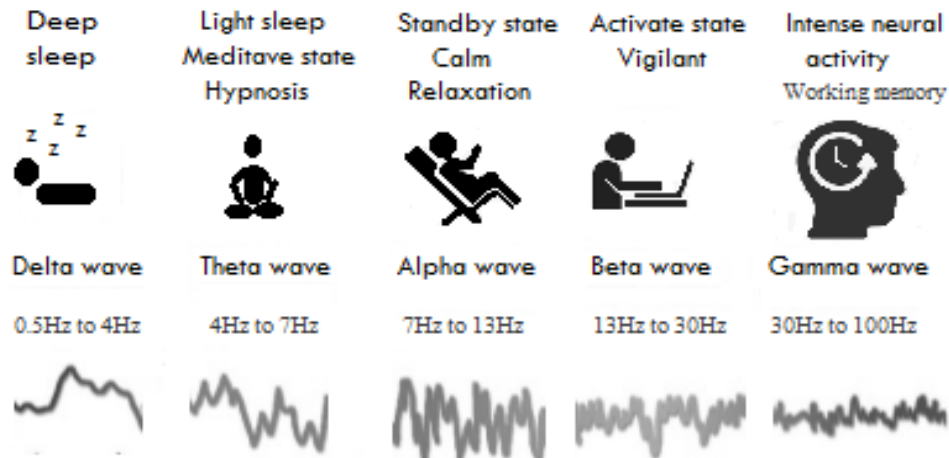 Deep
sleep
Light sleep
Meditave state
Hypnosis
Standby state
Calm
Relaxation
Activate state
Vigilant
Intense neural
activity
Working memory
z z z z
Delta wave
Theta wave
Alpha wave
Beta wave
Gamma wave
0.5Hz to 4Hz
4Hz to 7Hz
7Hz to 13Hz
13Hz to 30Hz
30Hz to 100Hz